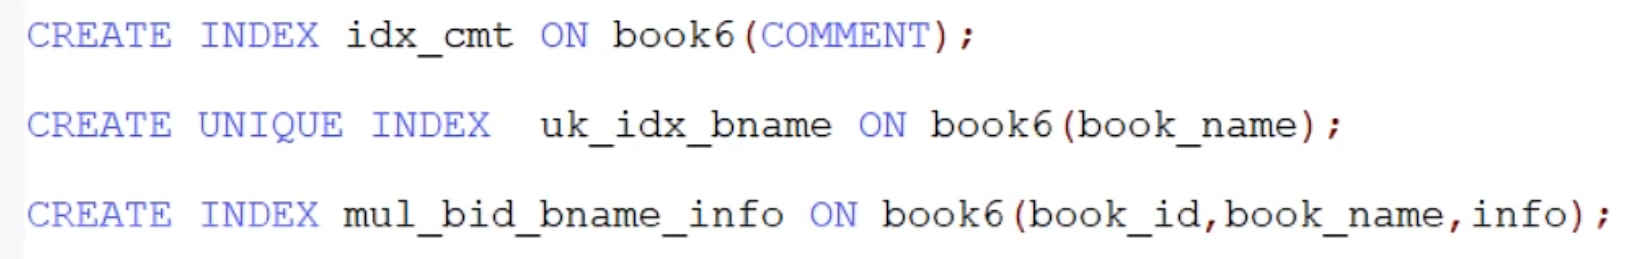 CREATE INDEX idx_cmt ON book6(COMMENT);
CREATE UNIQUE INDEX  uk_idx_bname ON book6(book_name);
CREATE INDEX mul_bid_bname_info ON book6(book_id,book_name,info);